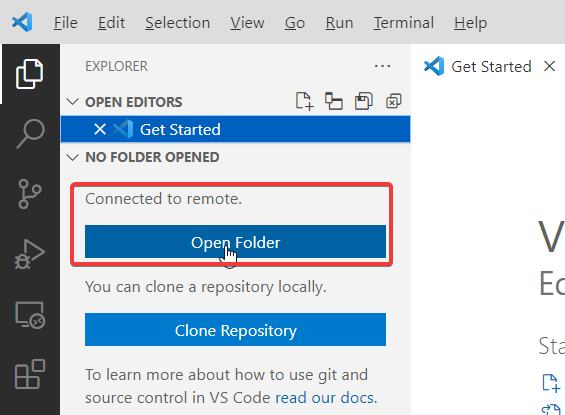 File Edit Selection View Go Run Terminal Help
EXPLORER
Get Started
OPEN EDITORS
Get Started
NO FOLDER OPENED
Connected to remote.
Open Folder
You can clone a repository locally.
Clone Repository
To learn more about how to use git and
source control in VS Code read our docs.